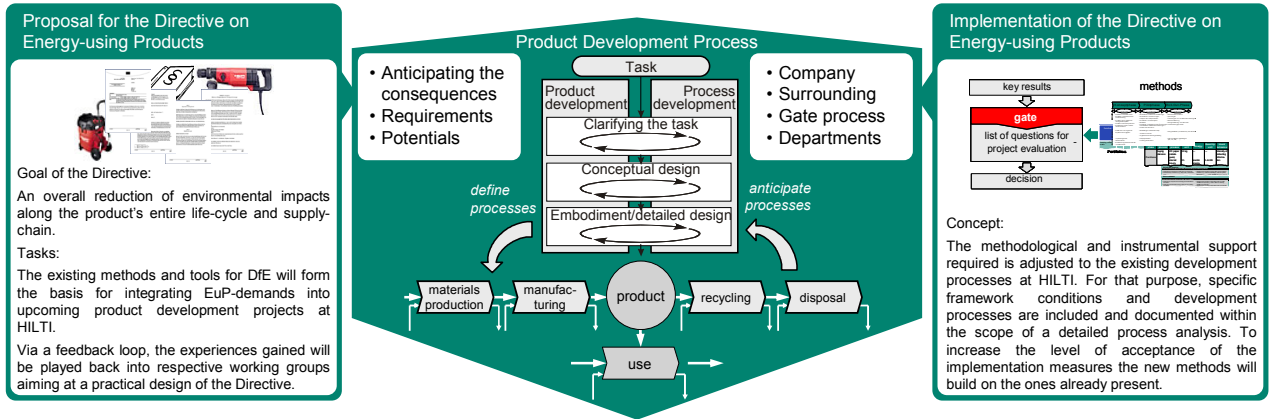 Proposal for the Directive on
Energy-using Products
Goal of the Directive:
An overall reduction of environmental impacts
along the product's entire life-cycle and supply-
chain.
Tasks:
The existing methods and tools for DfE will form
the basis for integrating EuP-demands into
upcoming product development projects at
HILTI.
Via a feedback loop, the experiences gained will
be played back into respective working groups
aiming at a practical design of the Directive.
Product Development Process
• Anticipating the
consequences
• Requirements
• Potentials
Task
Product
development
Process
development
Clarifying the task
Conceptual design
Embodiment/detailed design
• Company
• Surrounding
• Gate process
• Departments
define
processes
anticipate
processes
materials
production
manufac-
turing
product
recycling
disposal
use
Implementation of the Directive on
Energy-using Products
key results
gate
list of questions for
project evaluation
decision
methods
Portfolios
Concept:
The methodological and instrumental support
required is adjusted to the existing development
processes at HILTI. For that purpose, specific
framework conditions and development
processes are included and documented within
the scope of a detailed process analysis. To
increase the level of acceptance of the
implementation measures the new methods will
build on the ones already present.